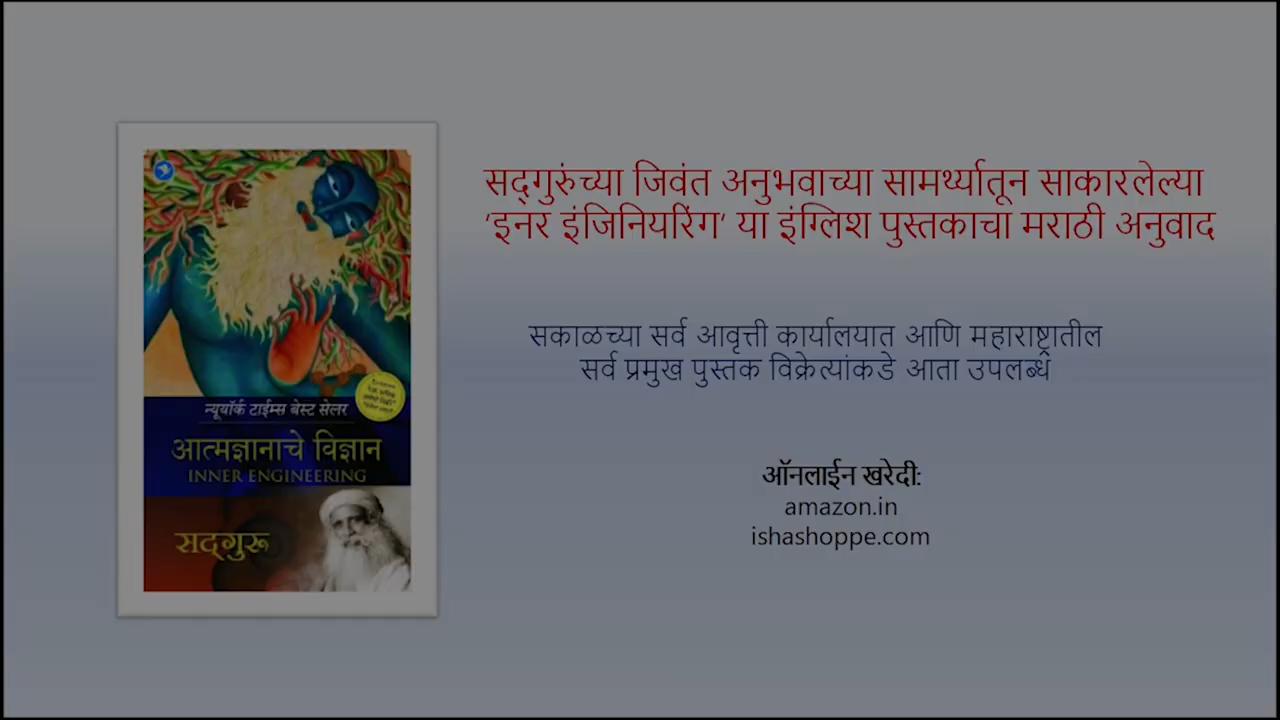 सद्गुरुंच्या जिवंत अनुभवाच्या सामर्थ्यातून साकारलेल्या
'इनर इंजिनियरिंग' या इंग्लिश पुस्तकाचा मराठी अनुवाद
सकाळच्या सर्व आवृत्ती कार्यालयात आणि महाराष्ट्रातील
सर्व प्रमुख पुस्तक विक्रेत्यांकडे आता उपलब्ध
ऑनलाईन खरेदी:
amazon.in
ishashoppe.com
न्यूयॉर्क टाईम्स बेस्ट सेलर
आत्मज्ञानाचे विज्ञान
INNER ENGINEERING
सद्गुरू